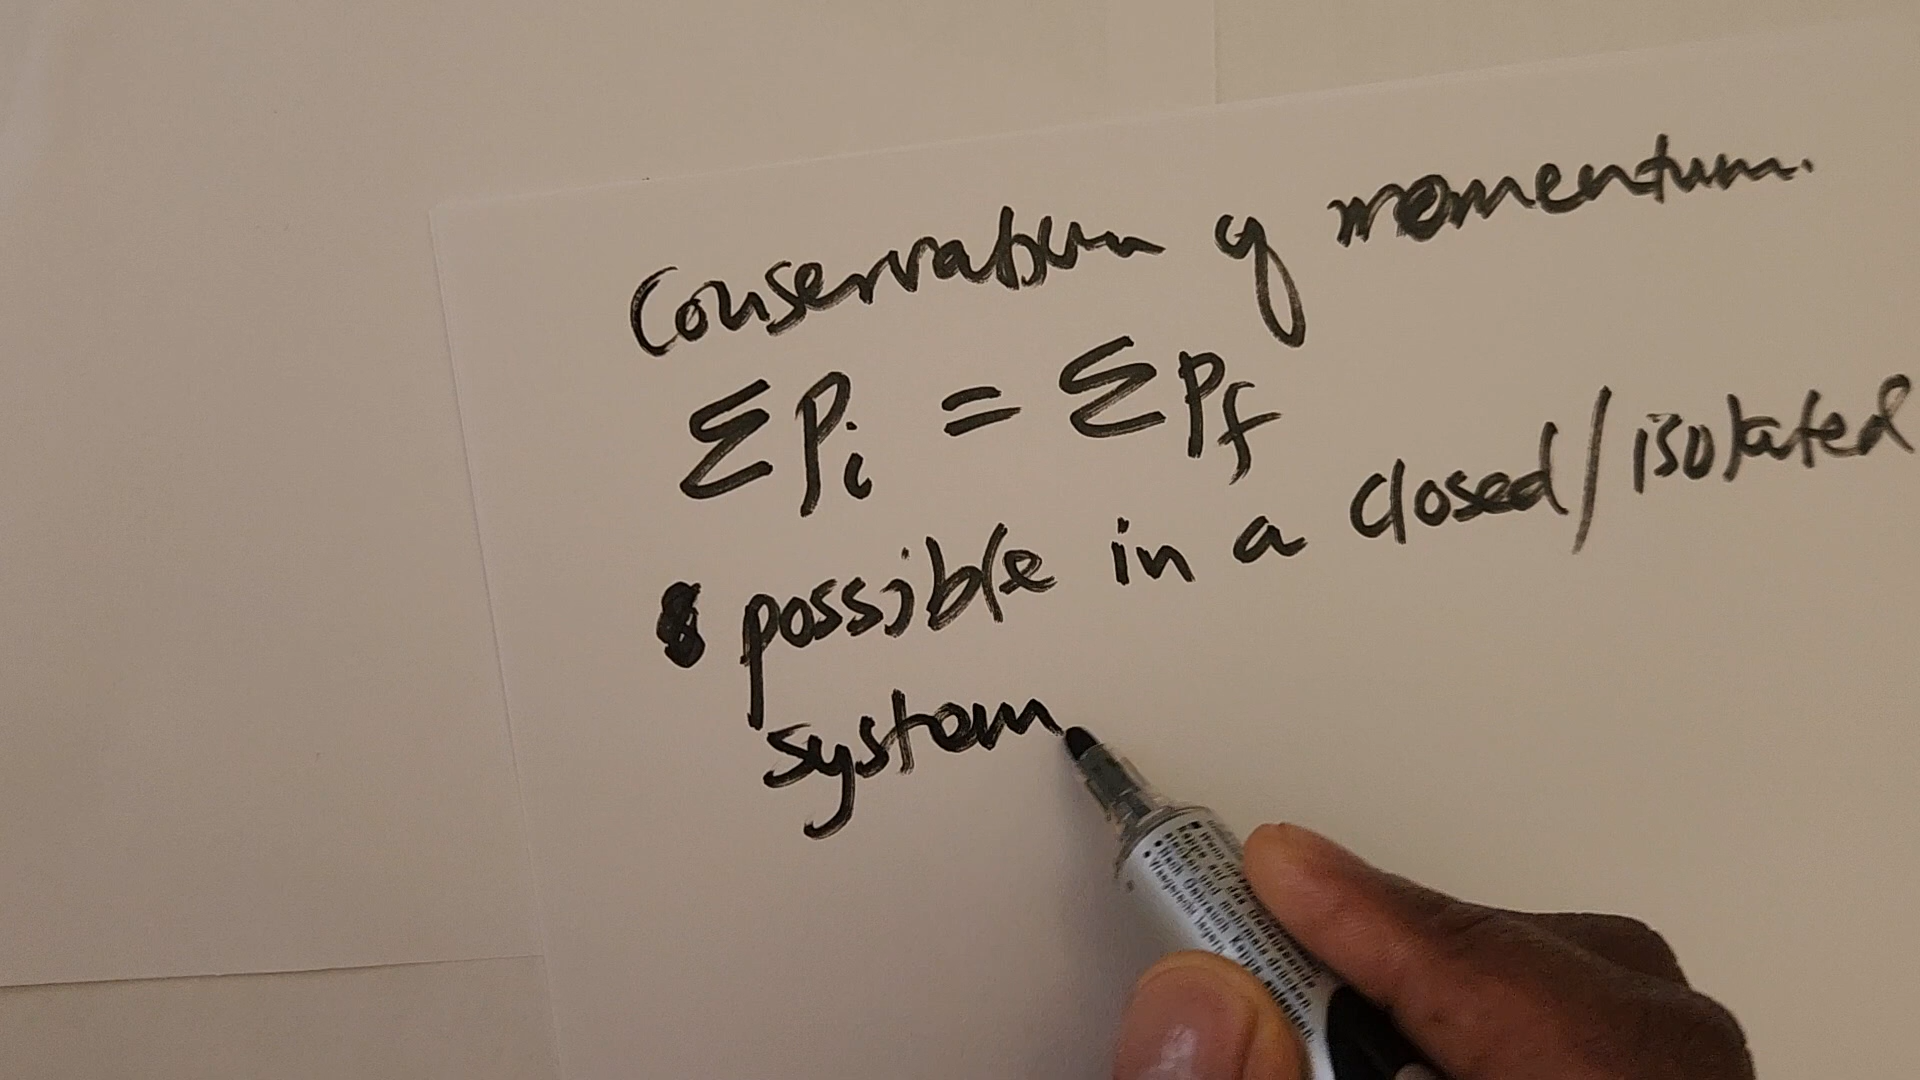 Conservation of momentum.
Σpi = Σpf
possible in a closed/isolated
system